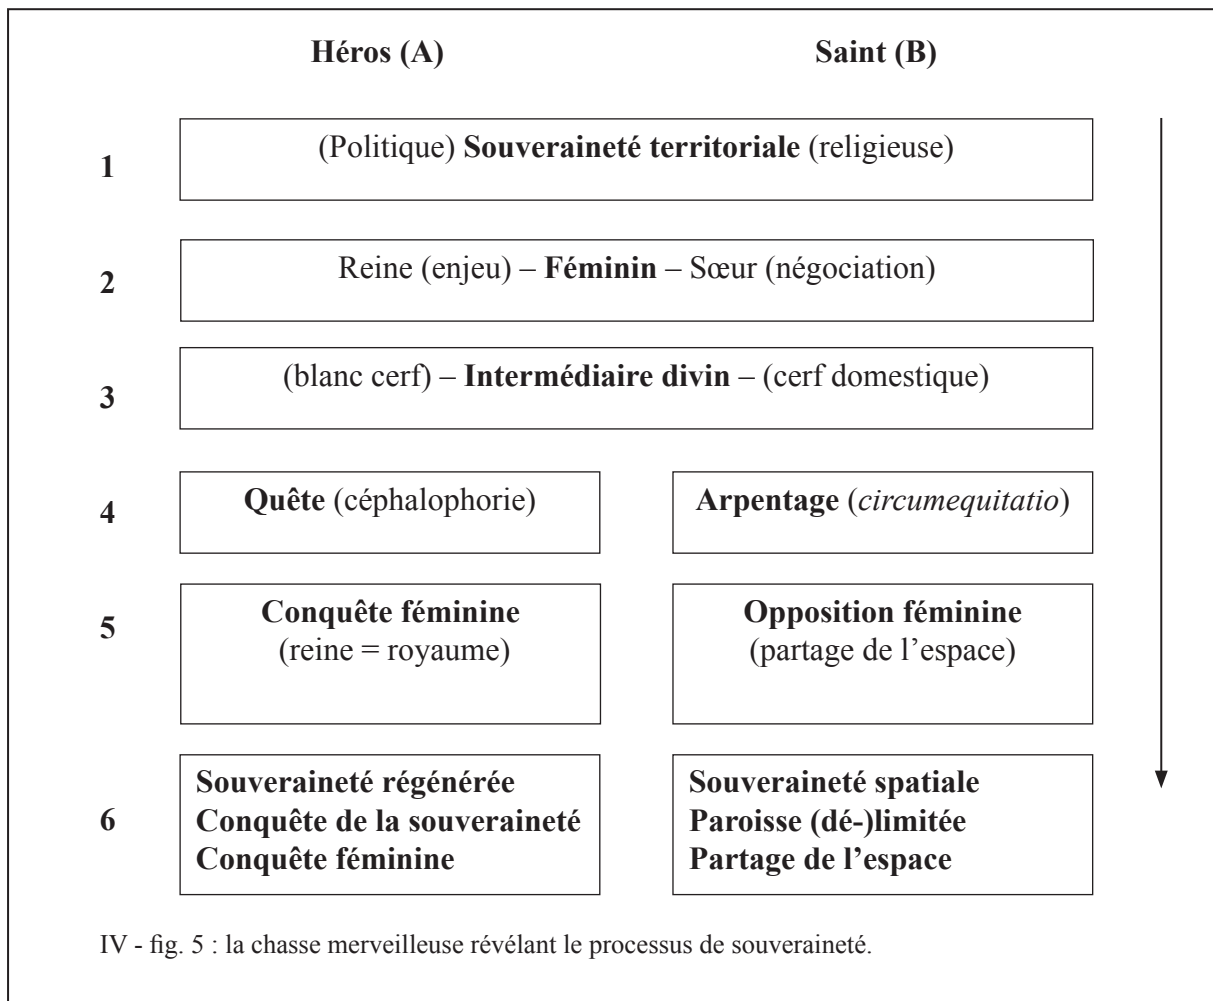 Héros (A) Saint (B)
1 (Politique) Souveraineté territoriale (religieuse)
2 Reine (enjeu) – Féminin – Sœur (négociation)
3 (blanc cerf) – Intermédiaire divin – (cerf domestique)
4 Quête (céphalophorie) Arpentage (circumequitatio)
5 Conquête féminine
(reine = royaume)
Opposition féminine
(partage de l’espace)
6 Souveraineté régénérée
Conquête de la souveraineté
Conquête féminine
Souveraineté spatiale
Paroisse (dé-)limitée
Partage de l’espace
IV - fig. 5 : la chasse merveilleuse révélant le processus de souveraineté.